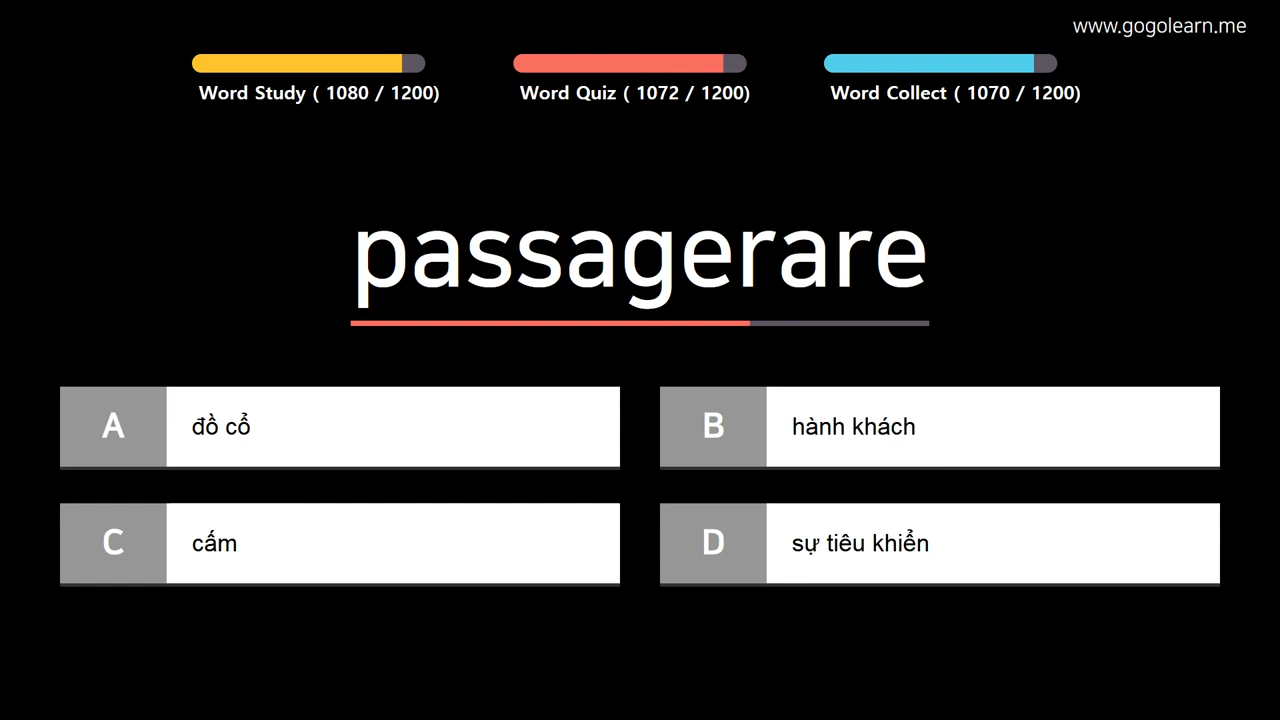 www.gogolearn.me
Word Study ( 1080 / 1200)
Word Quiz ( 1072 / 1200)
Word Collect ( 1070 / 1200)
passagerare
A
đồ cổ
B
hành khách
C
cấm
D
sự tiêu khiển